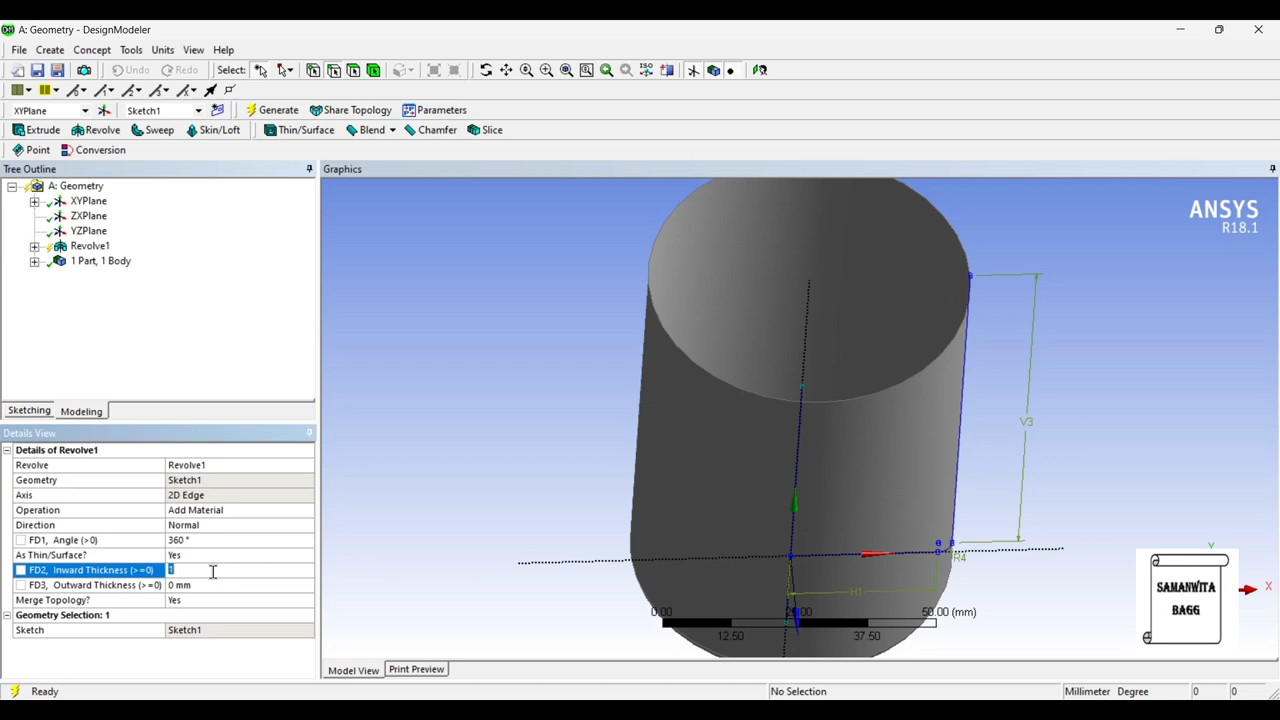 A: Geometry - DesignModeler
File Create Concept Tools Units View Help
Undo Redo Select:
XYPlane Sketch1 Generate Share Topology Parameters
Extrude Revolve Sweep Skin/Loft Thin/Surface Blend Chamfer Slice
Point Conversion
Tree Outline
A: Geometry
XYPlane
ZXPlane
YZPlane
Revolve1
1 Part, 1 Body
Sketching Modeling
Details View
Details of Revolve1
Revolve Revolve1
Geometry Sketch1
Axis 2D Edge
Operation Add Material
Direction Normal
FD1, Angle (>0) 360 °
As Thin/Surface? Yes
FD2, Inward Thickness (>=0) 1
FD3, Outward Thickness (>=0) 0 mm
Merge Topology? Yes
Geometry Selection: 1
Sketch Sketch1
Graphics
ANSYS
R18.1
V3
R4
H1
0.00 25.00 50.00 (mm)
12.50 37.50
Y
X
SAMANWITA
BAGG
Model View Print Preview
Ready No Selection Millimeter Degree 0 0